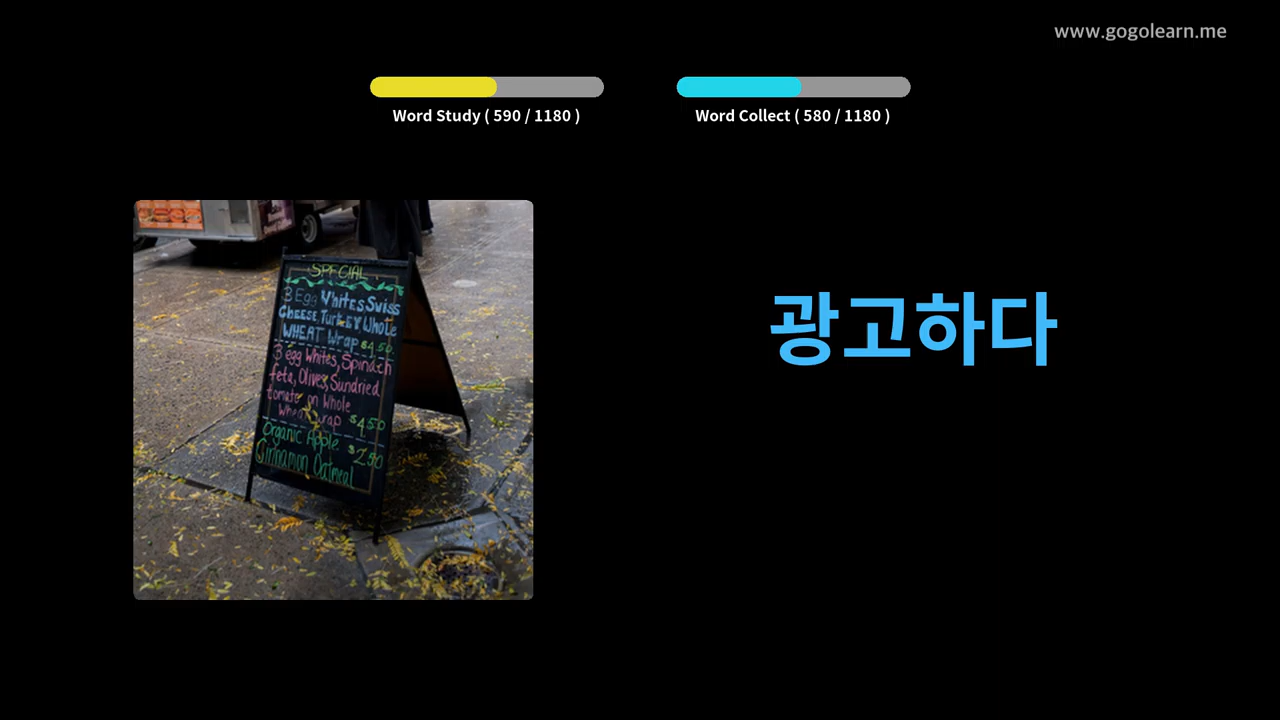 www.gogolearn.me
Word Study ( 590 / 1180 )
Word Collect ( 580 / 1180 )
SPECIAL
3 Egg Whites, Swiss
Cheese, Turkey Whole
WHEAT Wrap $4.50
3 egg Whites, Spinach
feta, Olives, Sundried
tomato on Whole
Wheat Wrap $4.50
Organic Apple
Cinnamon Oatmeal $2.50
광고하다